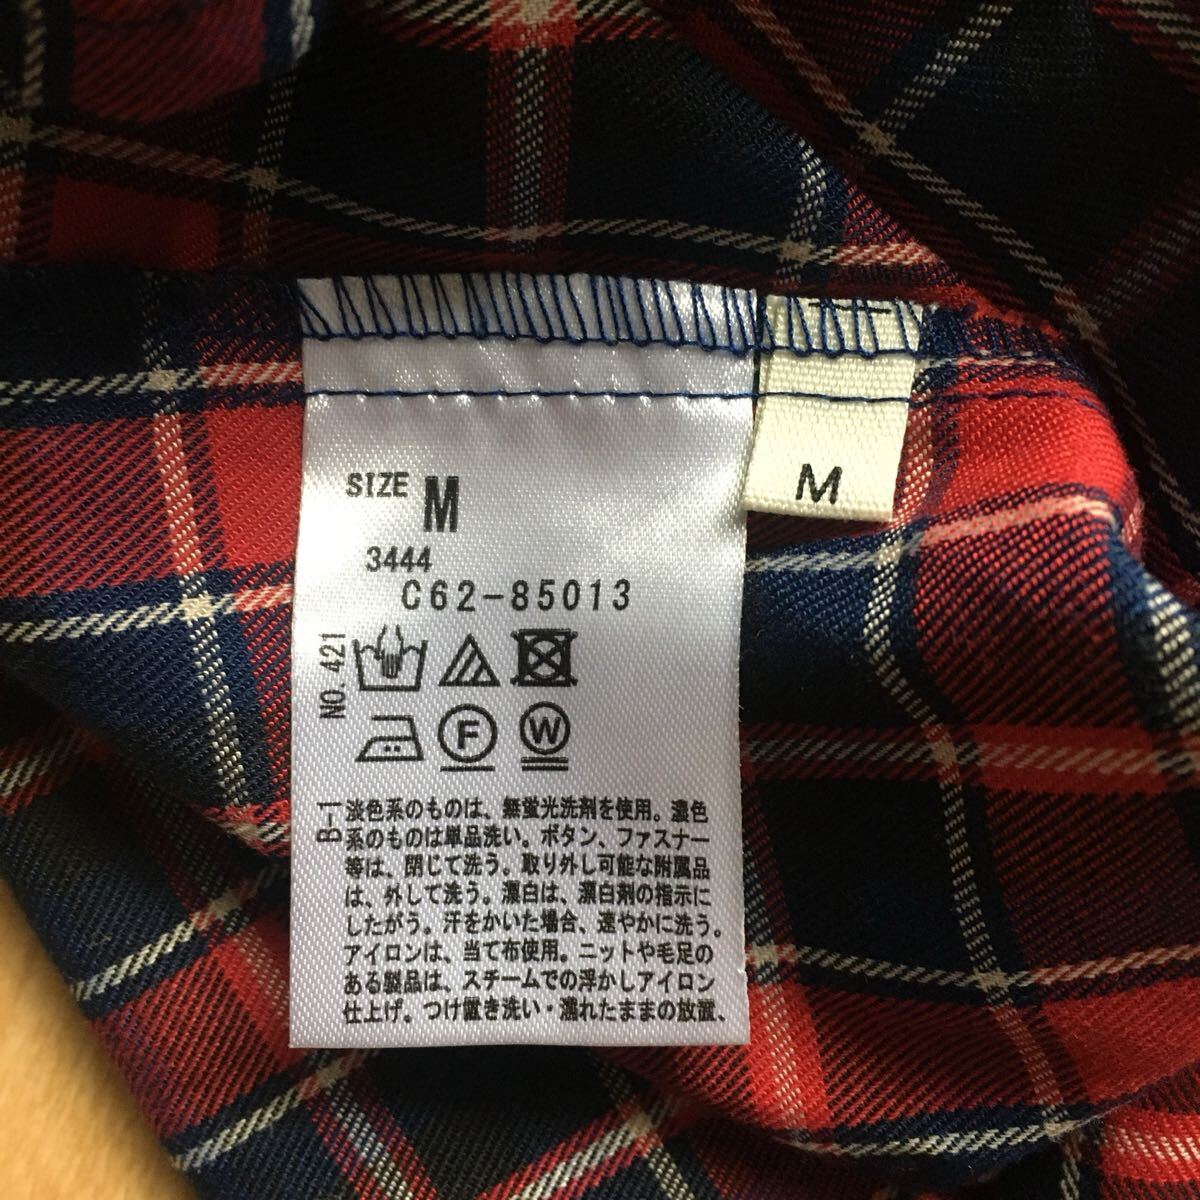 SIZE M
M
3444
C62-85013
NO. 421
F
W
B-1
淡色系のものは、無蛍光洗剤を使用。濃色
系のものは単品洗い。ボタン、ファスナー
等は、閉じて洗う。取り外し可能な附属品
は、外して洗う。漂白は、漂白剤の指示に
したがう。汗をかいた場合、速やかに洗う。
アイロンは、当て布使用。ニットや毛足の
ある製品は、スチームでの浮かしアイロン
仕上げ。つけ置き洗い・濡れたままの放置、